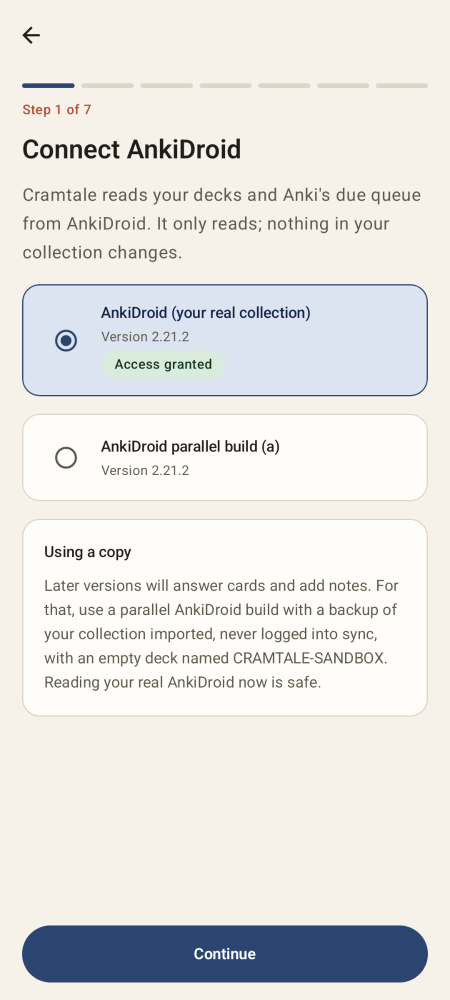 Step 1 of 7
Connect AnkiDroid
Cramtale reads your decks and Anki's due queue
from AnkiDroid. It only reads; nothing in your
collection changes.
AnkiDroid (your real collection)
Version 2.21.2
Access granted
AnkiDroid parallel build (a)
Version 2.21.2
Using a copy
Later versions will answer cards and add notes. For
that, use a parallel AnkiDroid build with a backup of
your collection imported, never logged into sync,
with an empty deck named CRAMTALE-SANDBOX.
Reading your real AnkiDroid now is safe.
Continue